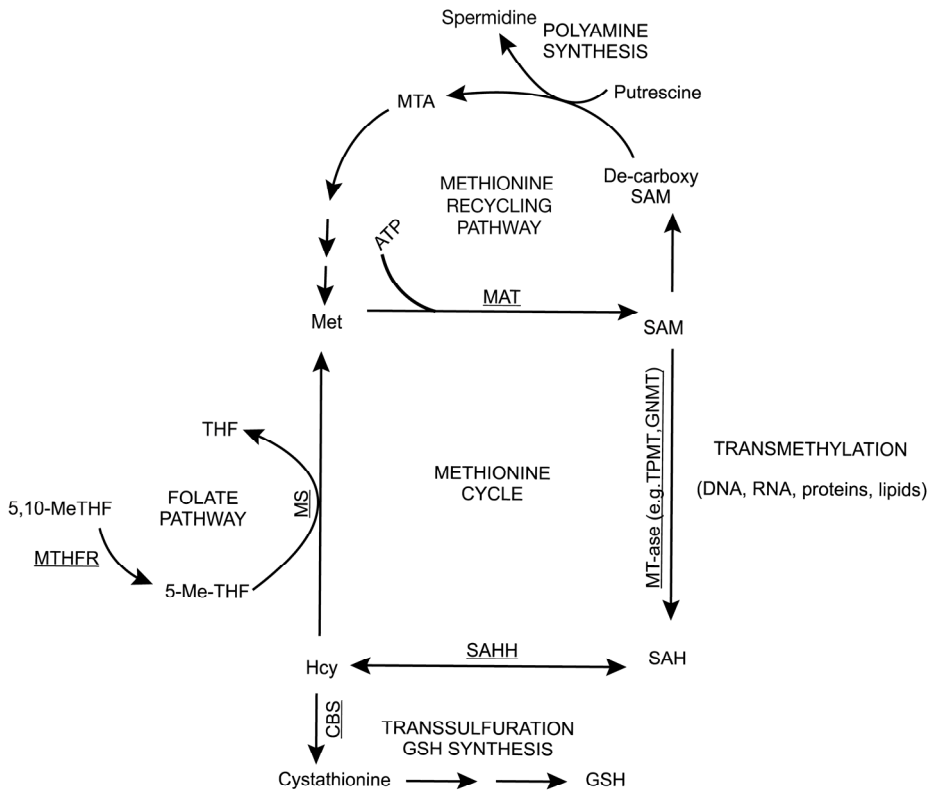 Spermidine
POLYAMINE
SYNTHESIS
Putrescine
MTA
De-carboxy
SAM
METHIONINE
RECYCLING
PATHWAY
ATP
MAT
Met
SAM
THF
MS
FOLATE
PATHWAY
5,10-MeTHF
MTHFR
5-Me-THF
METHIONINE
CYCLE
MT-ase (e.g.TPMT,GNMT)
TRANSMETHYLATION
(DNA, RNA, proteins, lipids)
Hcy
SAHH
SAH
CBS
TRANSSULFURATION
GSH SYNTHESIS
Cystathionine
GSH